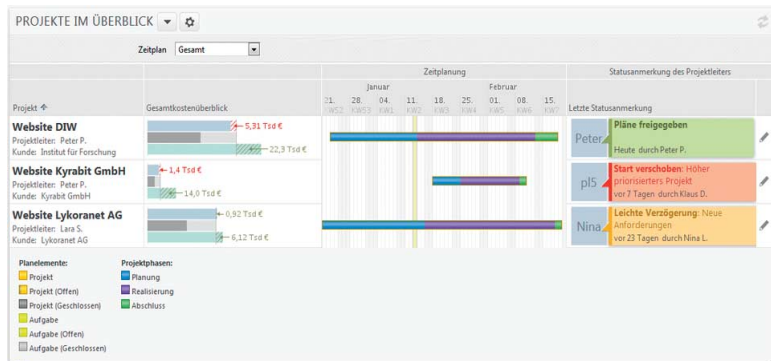 PROJEKTE IM ÜBERBLICK
Zeitplan Gesamt
Zeitplanung Statusanmerkung des Projektleiters
Januar Februar
21. 28. 04. 11. 18. 25. 01. 08. 15.
KW52 KW53 KW1 KW2 KW3 KW4 KW5 KW6 KW7
Projekt Gesamtkostenüberblick Letzte Statusanmerkung
Website DIW
Projektleiter: Peter P.
Kunde: Institut für Forschung
5,31 Tsd €
22,3 Tsd €
Peter
Pläne freigegeben
Heute durch Peter P.
Website Kyrabit GmbH
Projektleiter: Peter P.
Kunde: Kyrabit GmbH
1,4 Tsd €
14,0 Tsd €
pl5
Start verschoben: Höher
priorisiertes Projekt
vor 7 Tagen durch Klaus D.
Website Lykoranet AG
Projektleiter: Lara S.
Kunde: Lykoranet AG
0,92 Tsd €
6,12 Tsd €
Nina
Leichte Verzögerung: Neue
Anforderungen
vor 23 Tagen durch Nina L.
Planelemente: Projektphasen:
Projekt Planung
Projekt (Offen) Realisierung
Projekt (Geschlossen) Abschluss
Aufgabe
Aufgabe (Offen)
Aufgabe (Geschlossen)